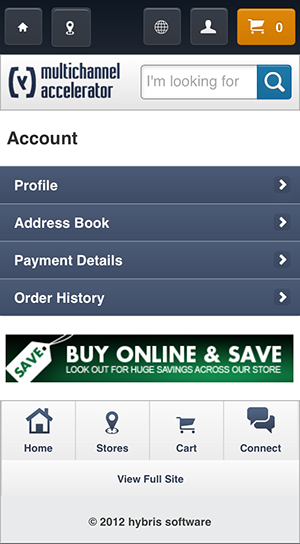 0
multichannel
accelerator
I'm looking for
Account
Profile
Address Book
Payment Details
Order History
SAVE.
BUY ONLINE & SAVE
LOOK OUT FOR HUGE SAVINGS ACROSS OUR STORE
Home Stores Cart Connect
View Full Site
© 2012 hybris software